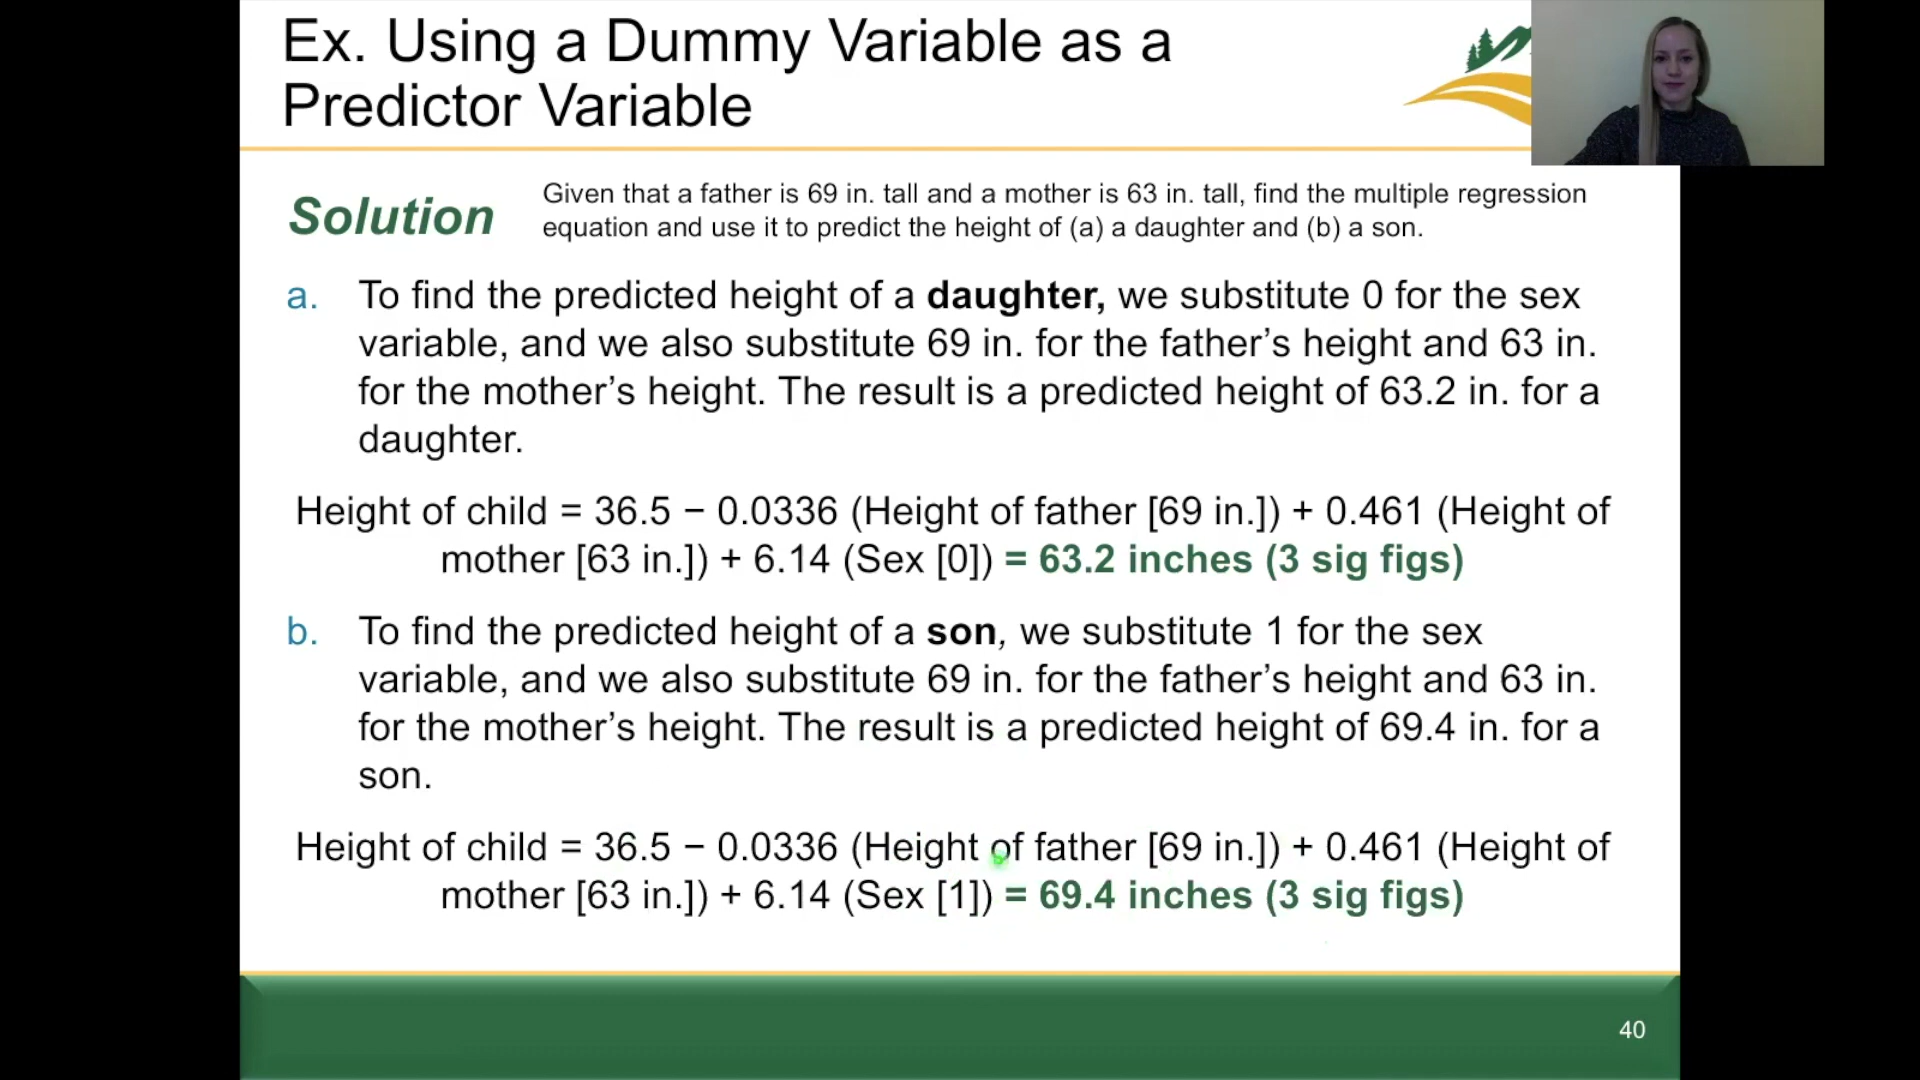 Ex. Using a Dummy Variable as a
Predictor Variable
Solution
Given that a father is 69 in. tall and a mother is 63 in. tall, find the multiple regression
equation and use it to predict the height of (a) a daughter and (b) a son.
a. To find the predicted height of a daughter, we substitute 0 for the sex
variable, and we also substitute 69 in. for the father’s height and 63 in.
for the mother’s height. The result is a predicted height of 63.2 in. for a
daughter.
Height of child = 36.5 − 0.0336 (Height of father [69 in.]) + 0.461 (Height of
mother [63 in.]) + 6.14 (Sex [0]) = 63.2 inches (3 sig figs)
b. To find the predicted height of a son, we substitute 1 for the sex
variable, and we also substitute 69 in. for the father’s height and 63 in.
for the mother’s height. The result is a predicted height of 69.4 in. for a
son.
Height of child = 36.5 − 0.0336 (Height of father [69 in.]) + 0.461 (Height of
mother [63 in.]) + 6.14 (Sex [1]) = 69.4 inches (3 sig figs)
40